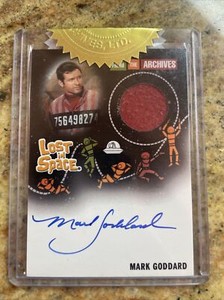 ARCHIVES
75649827
LOST IN SPACE
Mark Goddard
MARK GODDARD